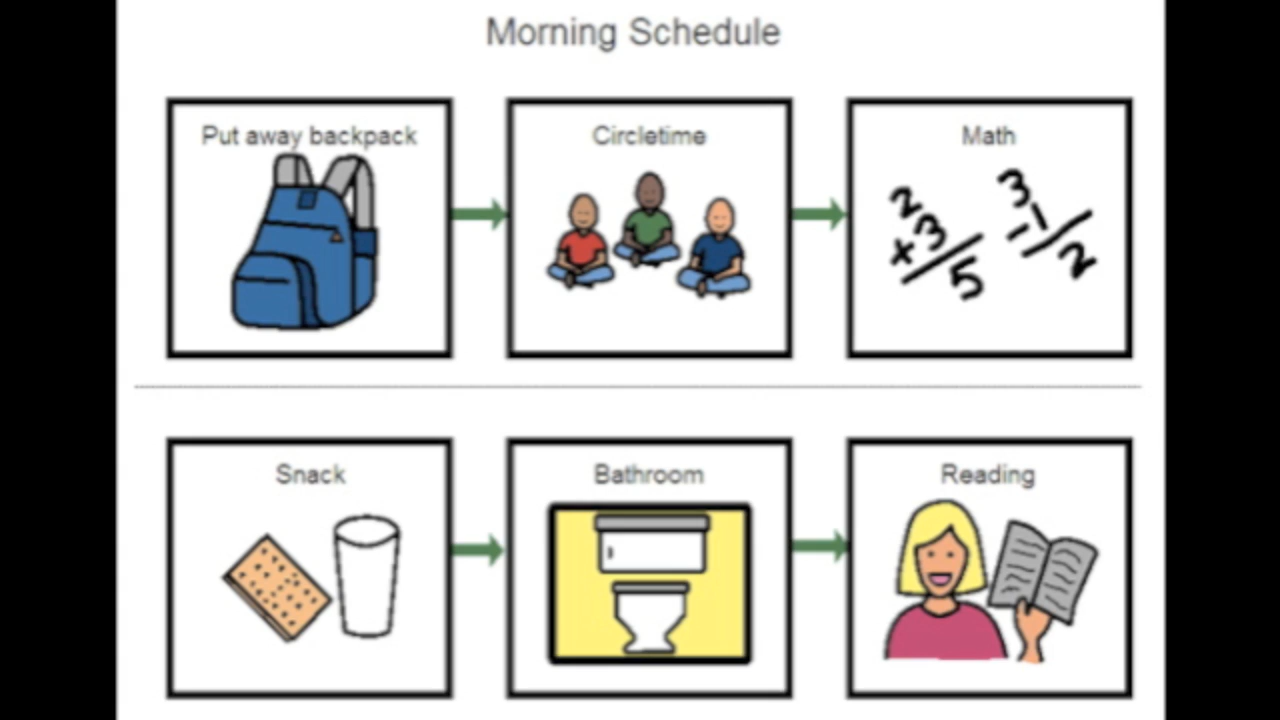 Morning Schedule
Put away backpack
Circletime
Math
2
+3
5
3
-1
2
Snack
Bathroom
Reading